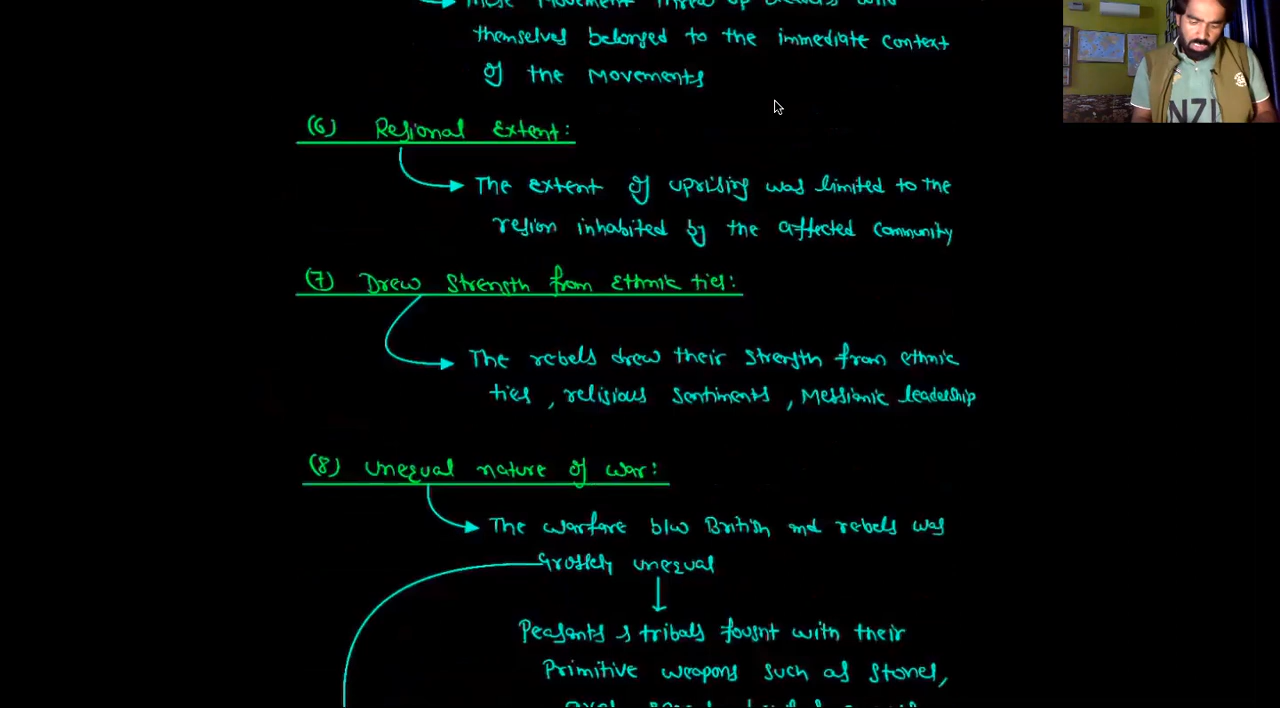 themselves belonged to the immediate context
of the Movements
(6) Regional Extent:
The extent of uprising was limited to the
region inhabited by the affected community
(7) Drew strength from Ethnic ties:
The rebels drew their strength from ethnic
ties, religious sentiments, Messianic leadership
(8) unequal nature of war:
The warfare b/w British and rebels was
Grossly unequal
Peasants & tribals fought with their
Primitive weapons such as stones,
NZ